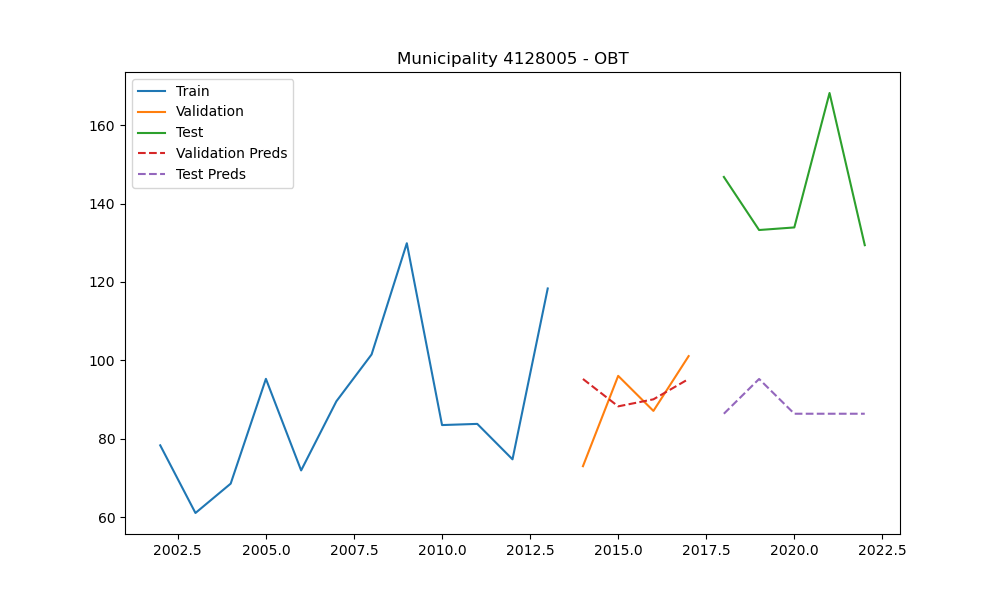 Municipality 4128005 - OBT
Train
Validation
Test
Validation Preds
Test Preds
160
140
120
100
80
60
2002.5 2005.0 2007.5 2010.0 2012.5 2015.0 2017.5 2020.0 2022.5